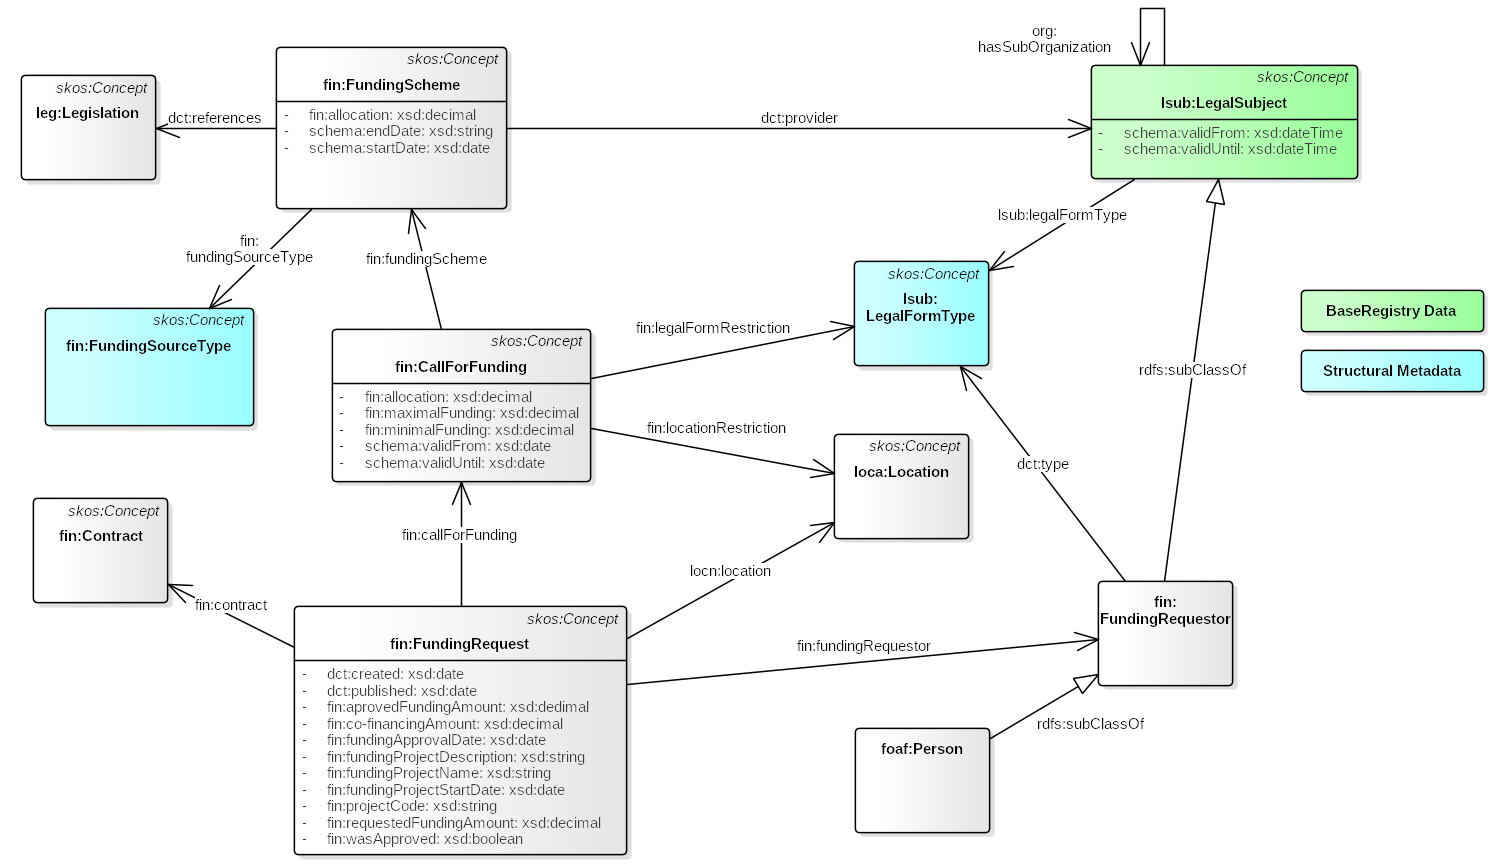 org:
hasSubOrganization
skos:Concept
fin:FundingScheme
- fin:allocation: xsd:decimal
- schema:endDate: xsd:string
- schema:startDate: xsd:date
skos:Concept
leg:Legislation
dct:references
dct:provider
skos:Concept
lsub:LegalSubject
- schema:validFrom: xsd:dateTime
- schema:validUntil: xsd:dateTime
fin:
fundingSourceType
fin:fundingScheme
lsub:legalFormType
skos:Concept
fin:FundingSourceType
skos:Concept
lsub:
LegalFormType
BaseRegistry Data
Structural Metadata
skos:Concept
fin:CallForFunding
- fin:allocation: xsd:decimal
- fin:maximalFunding: xsd:decimal
- fin:minimalFunding: xsd:decimal
- schema:validFrom: xsd:date
- schema:validUntil: xsd:date
fin:legalFormRestriction
rdfs:subClassOf
fin:locationRestriction
skos:Concept
loca:Location
dct:type
skos:Concept
fin:Contract
fin:callForFunding
locn:location
fin:contract
skos:Concept
fin:FundingRequest
- dct:created: xsd:date
- dct:published: xsd:date
- fin:aprovedFundingAmount: xsd:dedimal
- fin:co-financingAmount: xsd:decimal
- fin:fundingApprovalDate: xsd:date
- fin:fundingProjectDescription: xsd:string
- fin:fundingProjectName: xsd:string
- fin:fundingProjectStartDate: xsd:date
- fin:projectCode: xsd:string
- fin:requestedFundingAmount: xsd:decimal
- fin:wasApproved: xsd:boolean
fin:fundingRequestor
fin:
FundingRequestor
rdfs:subClassOf
foaf:Person